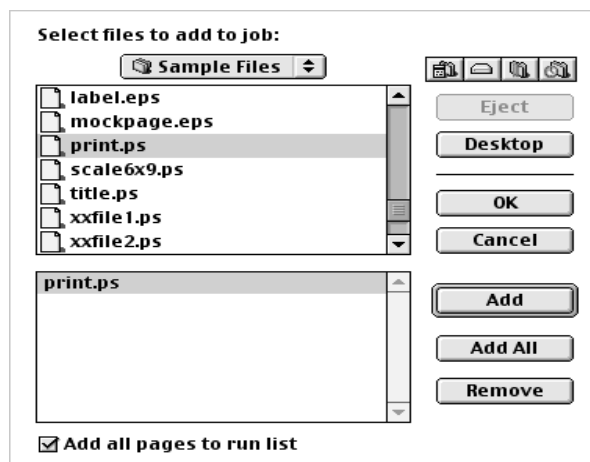 Select files to add to job:
Sample Files
label.eps
mockpage.eps
print.ps
scale6x9.ps
title.ps
xxfile1.ps
xxfile2.ps
Eject
Desktop
OK
Cancel
print.ps
Add
Add All
Remove
Add all pages to run list